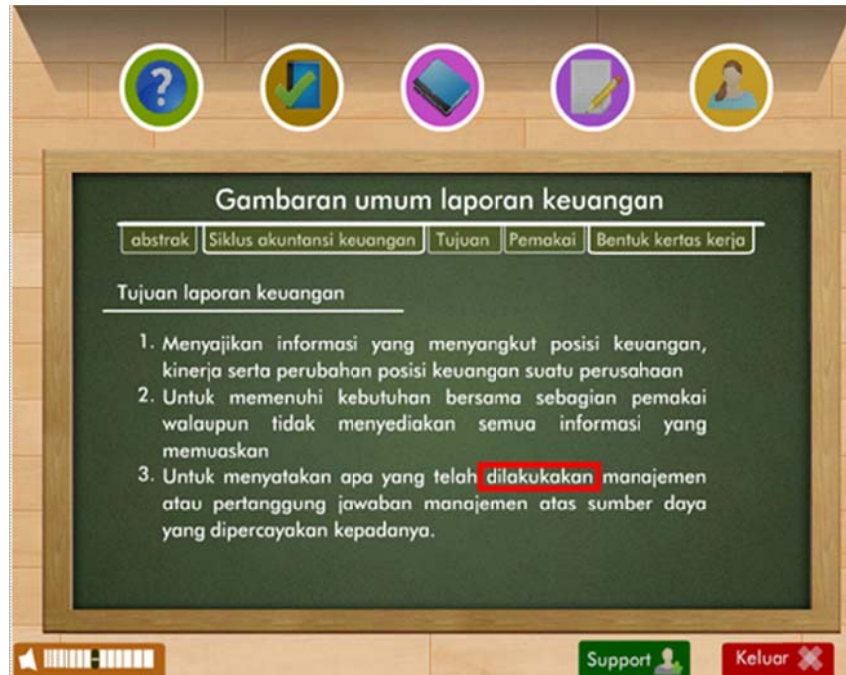 Gambaran umum laporan keuangan
abstrak Siklus akuntansi keuangan Tujuan Pemakai Bentuk kertas kerja
Tujuan laporan keuangan
1. Menyajikan informasi yang menyangkut posisi keuangan,
kinerja serta perubahan posisi keuangan suatu perusahaan
2. Untuk memenuhi kebutuhan bersama sebagian pemakai
walaupun tidak menyediakan semua informasi yang
memuaskan
3. Untuk menyatakan apa yang telah dilakukakan manajemen
atau pertanggung jawaban manajemen atas sumber daya
yang dipercayakan kepadanya.
Support Keluar